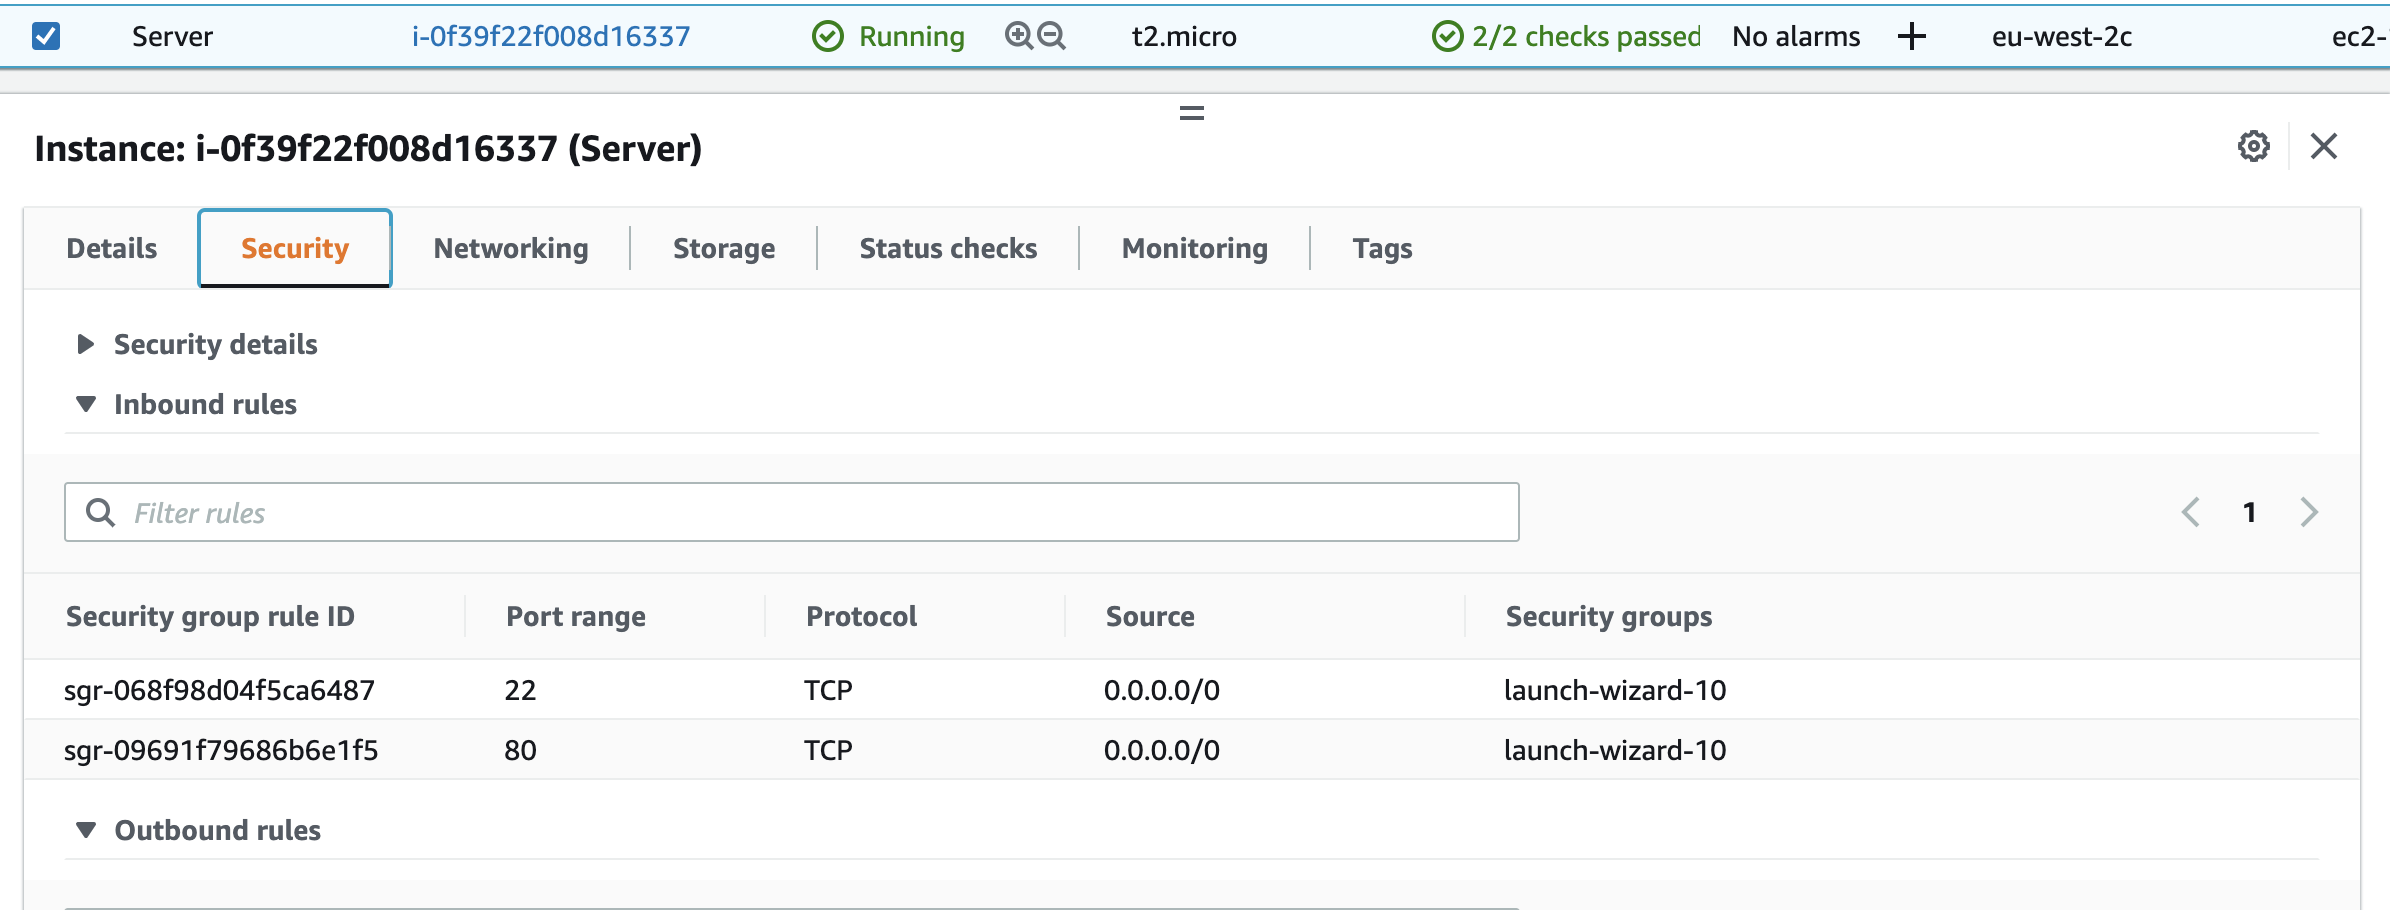 Server i-0f39f22f008d16337 Running t2.micro 2/2 checks passed No alarms + eu-west-2c ec2-
Instance: i-0f39f22f008d16337 (Server)
Details Security Networking Storage Status checks Monitoring Tags
Security details
Inbound rules
Filter rules 1
Security group rule ID Port range Protocol Source Security groups
sgr-068f98d04f5ca6487 22 TCP 0.0.0.0/0 launch-wizard-10
sgr-09691f79686b6e1f5 80 TCP 0.0.0.0/0 launch-wizard-10
Outbound rules